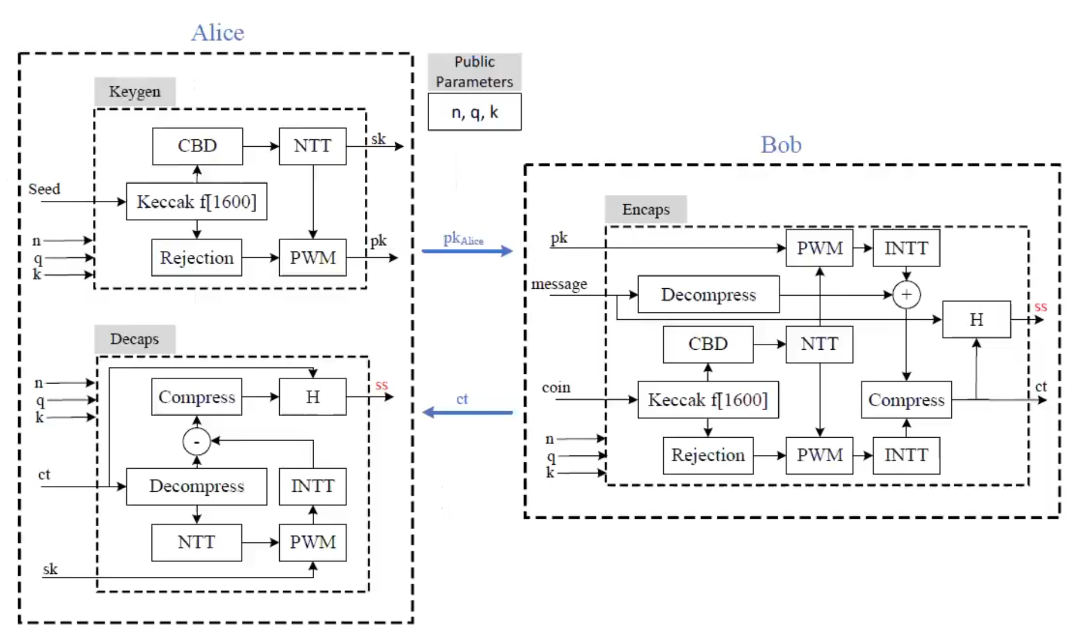 Alice
Public
Parameters
n, q, k
Keygen
CBD
NTT
sk
Seed
Keccak f[1600]
n
q
k
Rejection
PWM
pk
pkAlice
Decaps
n
q
k
Compress
H
ss
-
ct
Decompress
INTT
NTT
PWM
sk
ct
Bob
Encaps
pk
PWM
INTT
message
Decompress
+
H
ss
CBD
NTT
coin
Keccak f[1600]
Compress
ct
n
q
k
Rejection
PWM
INTT